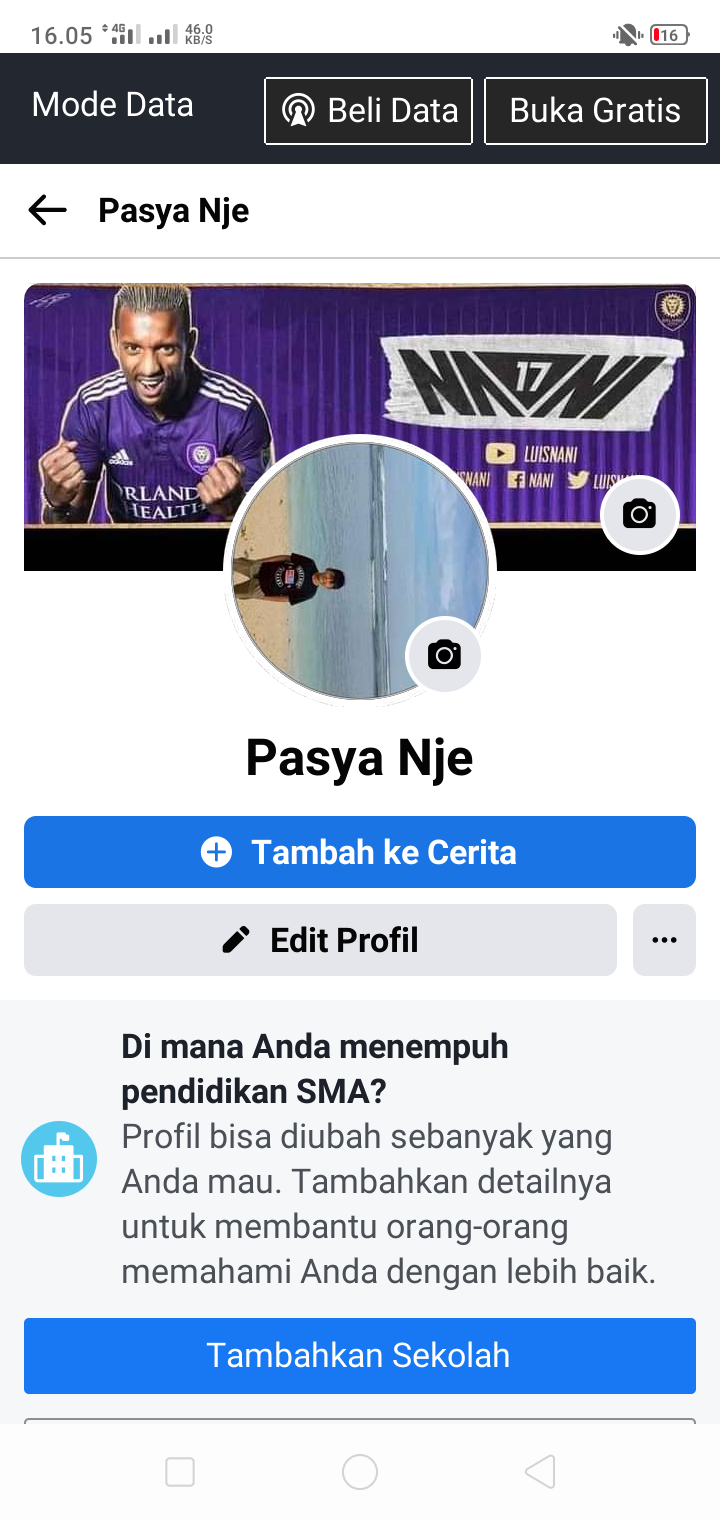 16.05 4G 46.0 KB/S 16
Mode Data Beli Data Buka Gratis
Pasya Nje
NANI 17
LUISNANI
NANI
adidas
ORLANDO
HEALTH
Pasya Nje
Tambah ke Cerita
Edit Profil
Di mana Anda menempuh
pendidikan SMA?
Profil bisa diubah sebanyak yang
Anda mau. Tambahkan detailnya
untuk membantu orang-orang
memahami Anda dengan lebih baik.
Tambahkan Sekolah